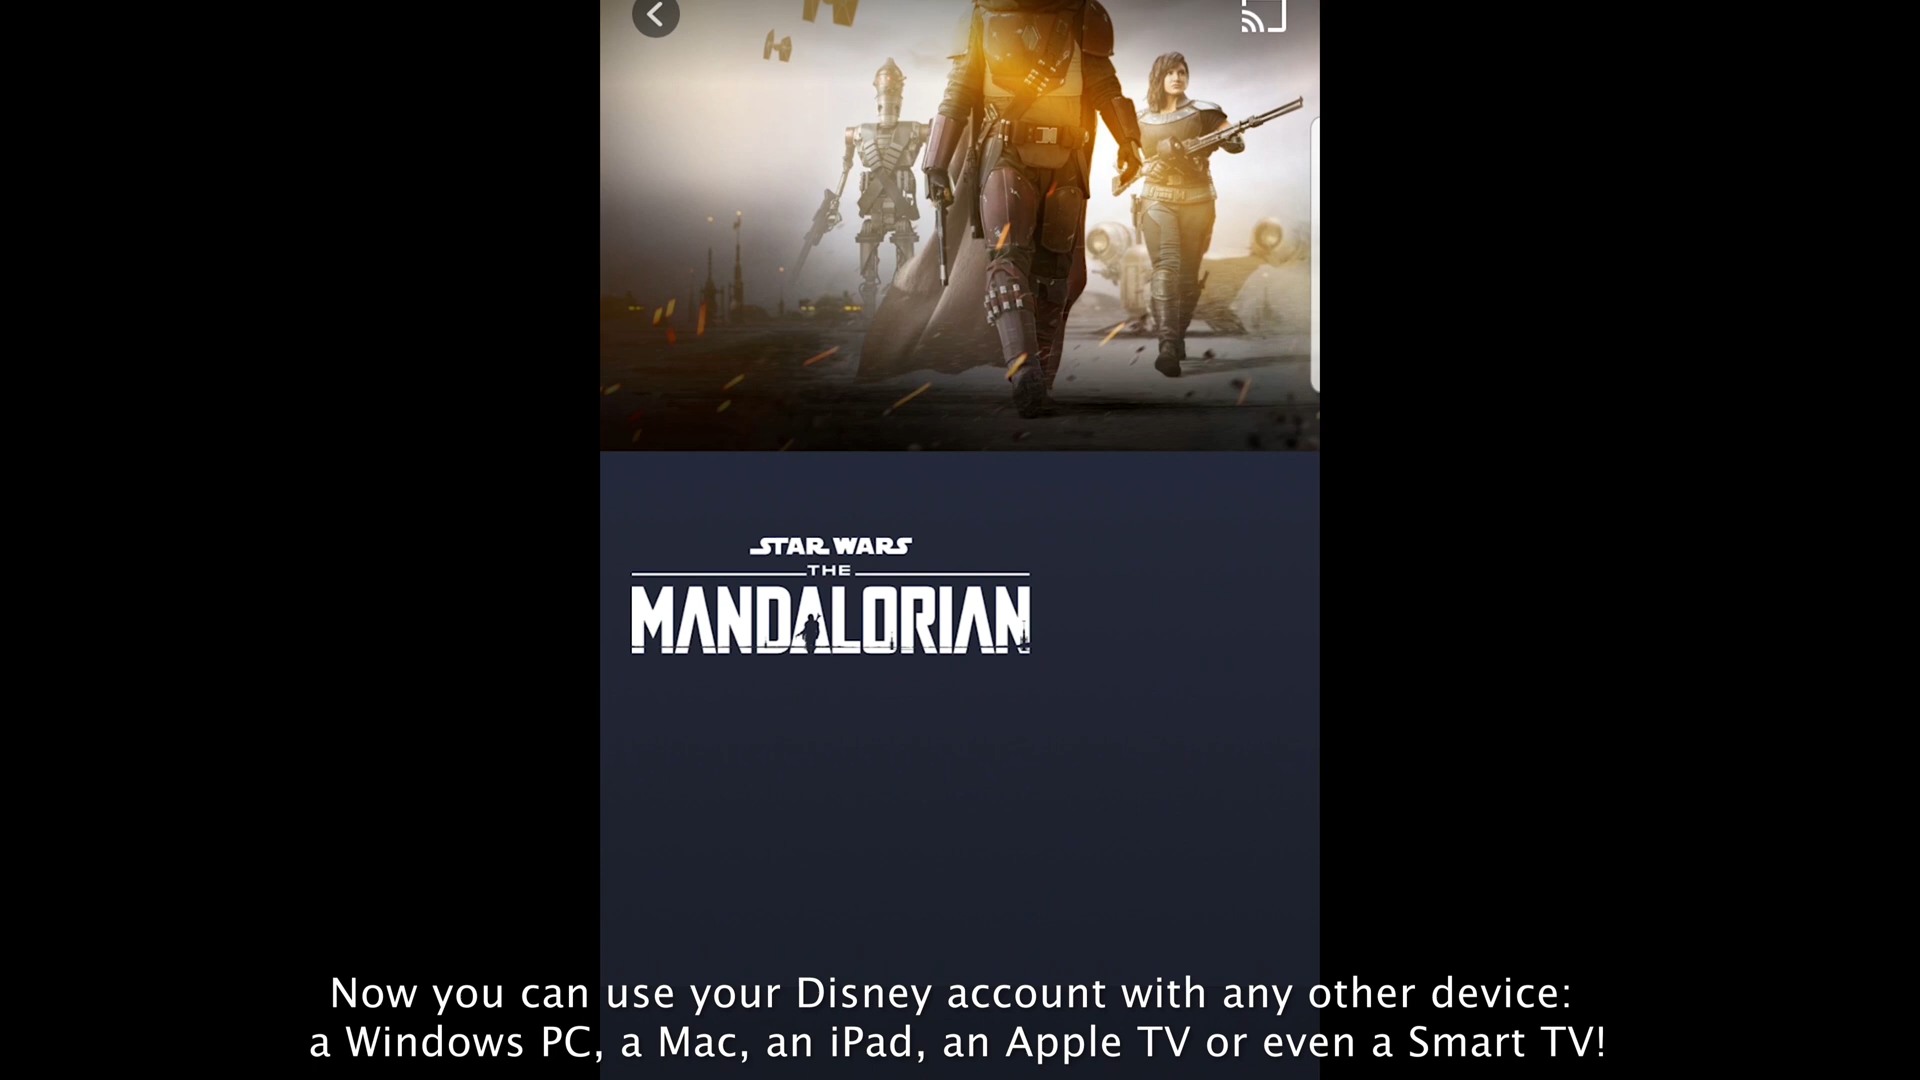 STAR WARS
THE
MANDALORIAN
Now you can use your Disney account with any other device:
a Windows PC, a Mac, an iPad, an Apple TV or even a Smart TV!